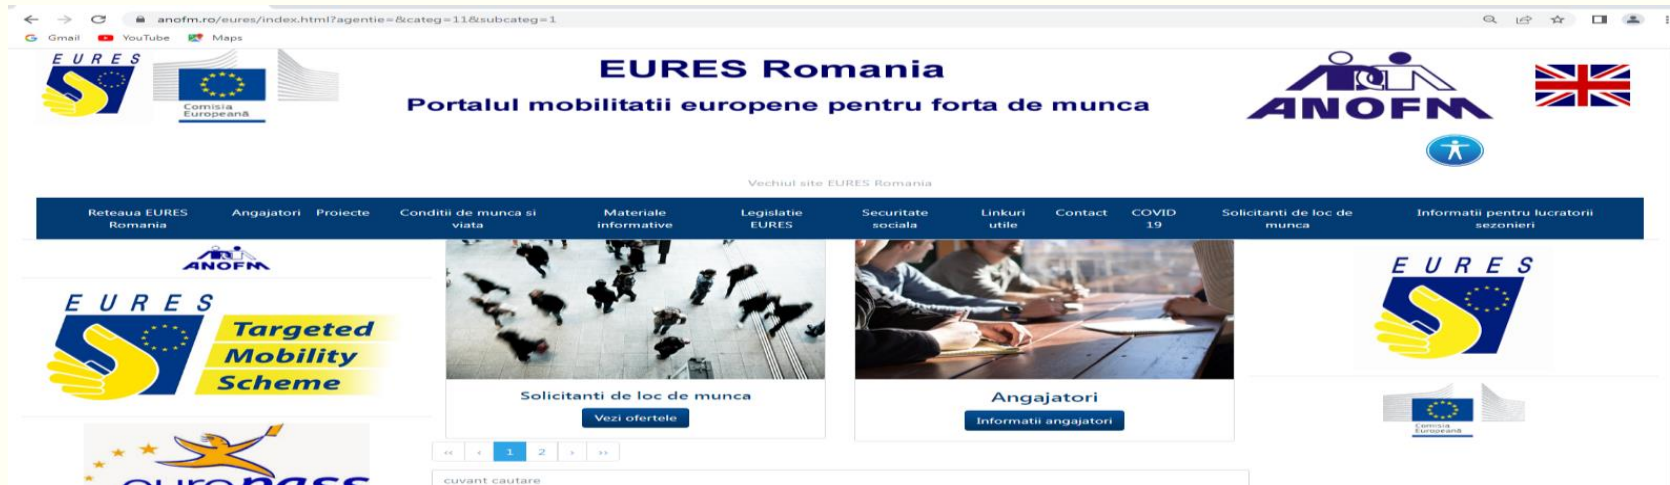 anofm.ro/eures/index.html?agentie=&categ=11&subcateg=1
Gmail YouTube Maps
EURES
Comisia
Europeană
EURES Romania
Portalul mobilitatii europene pentru forta de munca
ANOFM
Vechiul site EURES Romania
Reteaua EURES
Romania
Angajatori
Proiecte
Conditii de munca si
viata
Materiale
informative
Legislatie
EURES
Securitate
sociala
Linkuri
utile
Contact
COVID
19
Solicitanti de loc de
munca
Informatii pentru lucratorii
sezonieri
ANOFM
EURES
Targeted
Mobility
Scheme
europass
Solicitanti de loc de munca
Vezi ofertele
Angajatori
Informatii angajatori
‹‹ ‹ 1 2 › ››
cuvant cautare
EURES
Comisia
Europeană